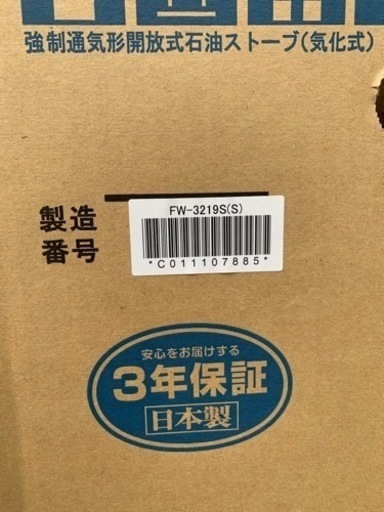 強制通気形開放式石油ストーブ(気化式)
製造
番号
FW-3219S(S)
*C011107885*
安心をお届けする
3年保証
日本製